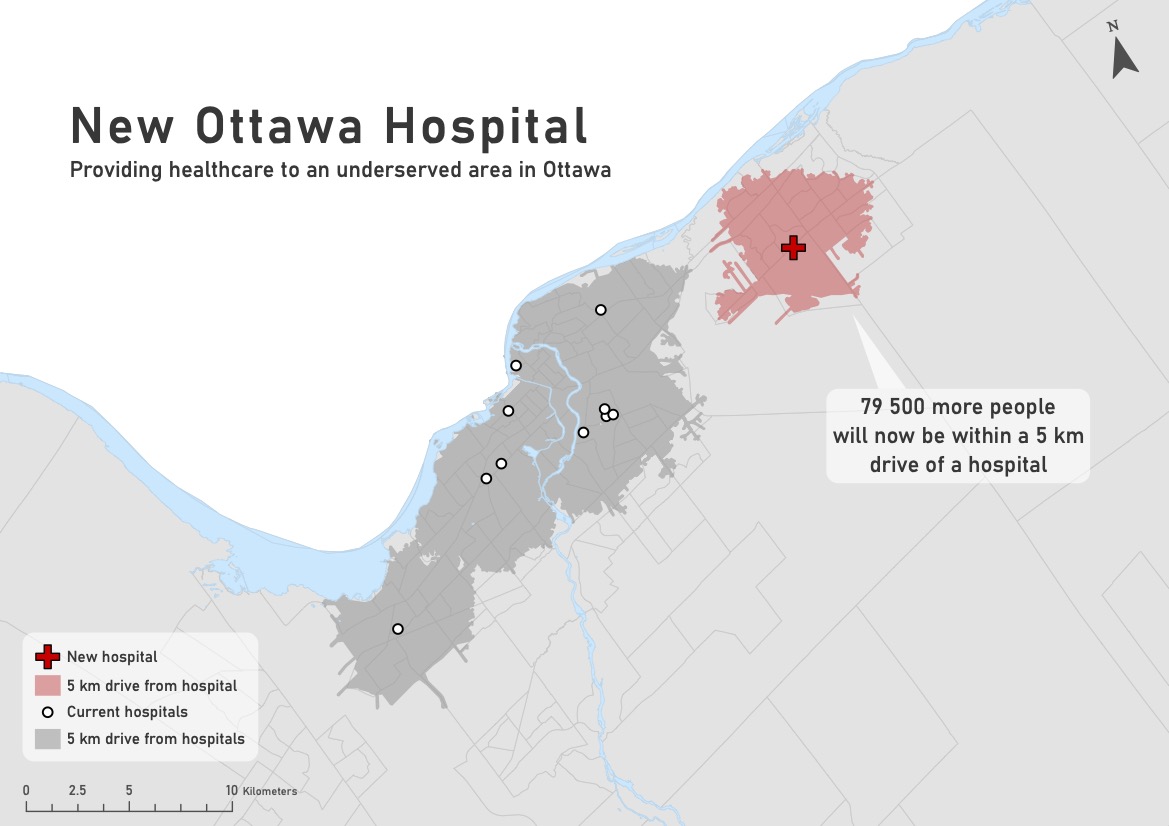 N
New Ottawa Hospital
Providing healthcare to an underserved area in Ottawa
79 500 more people
will now be within a 5 km
drive of a hospital
New hospital
5 km drive from hospital
Current hospitals
5 km drive from hospitals
0 2.5 5 10 Kilometers